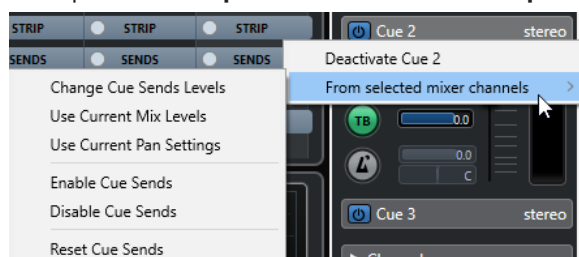 STRIP STRIP STRIP Cue 2 stereo
SENDS SENDS SENDS Deactivate Cue 2
Change Cue Sends Levels From selected mixer channels
Use Current Mix Levels TB 0.0
Use Current Pan Settings 0.0
C
Enable Cue Sends
Disable Cue Sends Cue 3 stereo
Reset Cue Sends